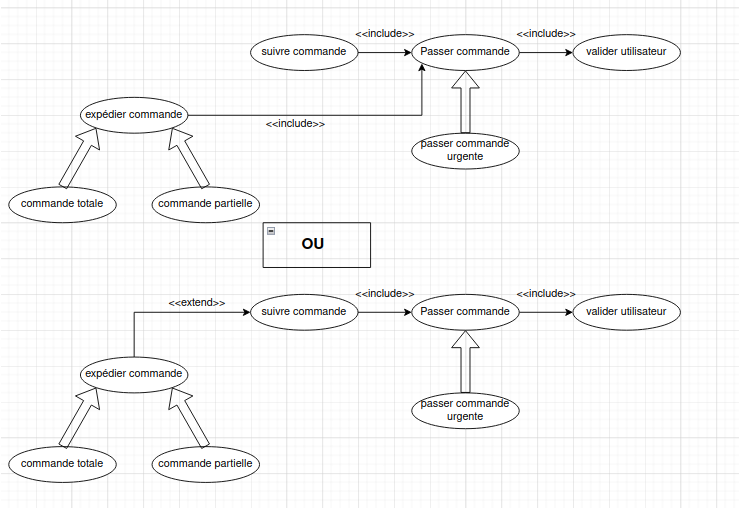 <<include>>
<<include>>
suivre commande
Passer commande
valider utilisateur
expédier commande
<<include>>
passer commande
urgente
commande totale
commande partielle
OU
<<extend>>
<<include>>
<<include>>
suivre commande
Passer commande
valider utilisateur
expédier commande
passer commande
urgente
commande totale
commande partielle